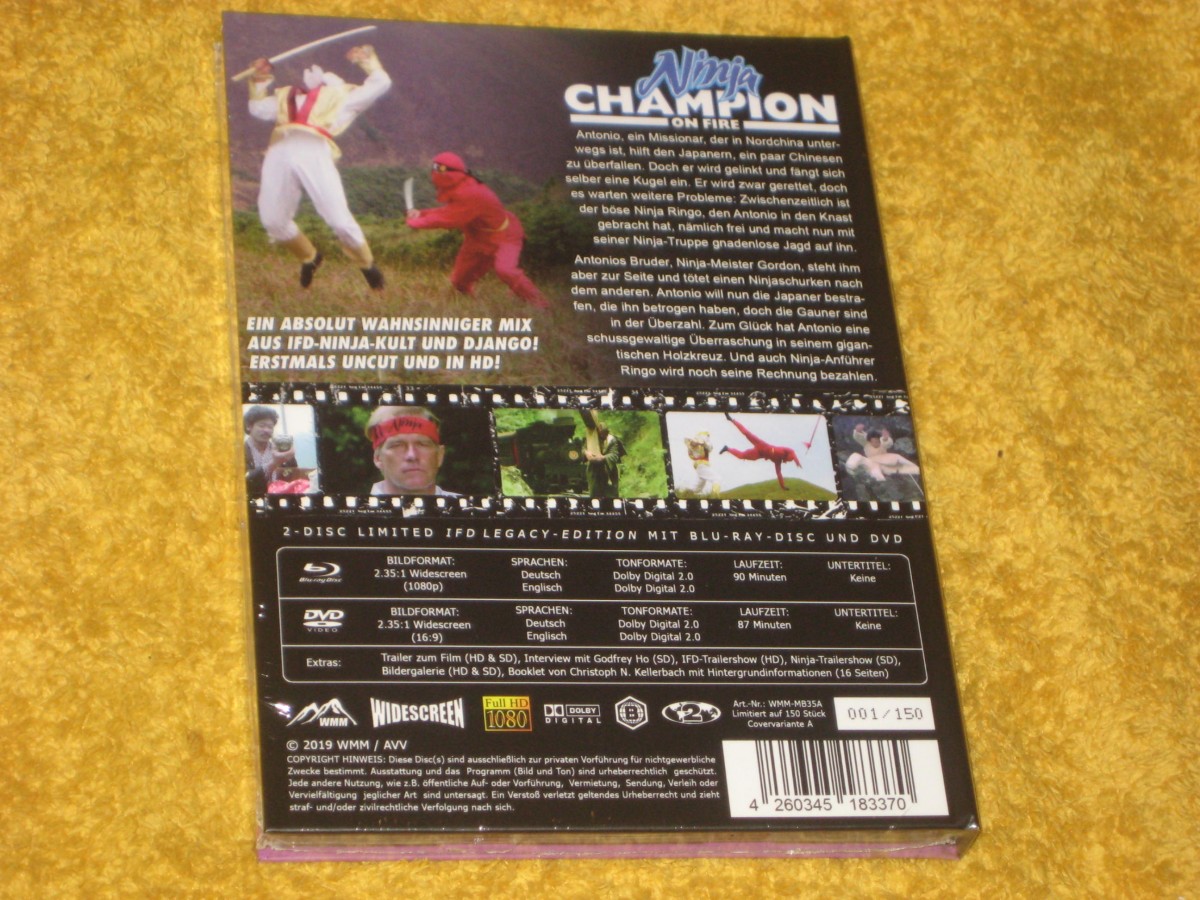 Ninja
CHAMPION
ON FIRE
Antonio, ein Missionar, der in Nordchina unter-
wegs ist, hilft den Japanern, ein paar Chinesen
zu überfallen. Doch er wird gelinkt und fängt sich
selber eine Kugel ein. Er wird zwar gerettet, doch
es warten weitere Probleme: Zwischenzeitlich ist
der böse Ninja Ringo, den Antonio in den Knast
gebracht hat, nämlich frei und macht nun mit
seiner Ninja-Truppe gnadenlose Jagd auf ihn.
Antonios Bruder, Ninja-Meister Gordon, steht ihm
aber zur Seite und tötet einen Ninjaschurken nach
dem anderen. Antonio will nun die Japaner bestra-
fen, die ihn betrogen haben, doch die Gauner sind
in der Überzahl. Zum Glück hat Antonio eine
schussgewaltige Überraschung in seinem gigan-
tischen Holzkreuz. Und auch Ninja-Anführer
Ringo wird noch seine Rechnung bezahlen.
EIN ABSOLUT WAHNSINNIGER MIX
AUS IFD-NINJA-KULT UND DJANGO!
ERSTMALS UNCUT UND IN HD!
Ninja
2-DISC LIMITED IFD LEGACY-EDITION MIT BLU-RAY-DISC UND DVD
Blu-ray Disc
BILDFORMAT: SPRACHEN: TONFORMATE: LAUFZEIT: UNTERTITEL:
2.35:1 Widescreen Deutsch Dolby Digital 2.0 90 Minuten Keine
(1080p) Englisch Dolby Digital 2.0
DVD
VIDEO
BILDFORMAT: SPRACHEN: TONFORMATE: LAUFZEIT: UNTERTITEL:
2.35:1 Widescreen Deutsch Dolby Digital 2.0 87 Minuten Keine
(16:9) Englisch Dolby Digital 2.0
Extras: Trailer zum Film (HD & SD), Interview mit Godfrey Ho (SD), IFD-Trailershow (HD), Ninja-Trailershow (SD),
Bildergalerie (HD & SD), Booklet von Christoph N. Kellerbach mit Hintergrundinformationen (16 Seiten)
WMM
WIDESCREEN
Full HD
1080
DOLBY
DIGITAL
2
Art.-Nr.: WMM-MB35A
Limitiert auf 150 Stück
Covervariante A
001/150
© 2019 WMM / AVV
COPYRIGHT HINWEIS: Diese Disc(s) sind ausschließlich zur privaten Vorführung für nichtgewerbliche
Zwecke bestimmt. Ausstattung und das Programm (Bild und Ton) sind urheberrechtlich geschützt.
Jede andere Nutzung, wie z.B. öffentliche Auf- oder Vorführung, Vermietung, Sendung, Verleih oder
Vervielfältigung jeglicher Art sind untersagt. Ein Verstoß verletzt geltendes Urheberrecht und zieht
straf- und/oder zivilrechtliche Verfolgung nach sich.
4 260345 183370